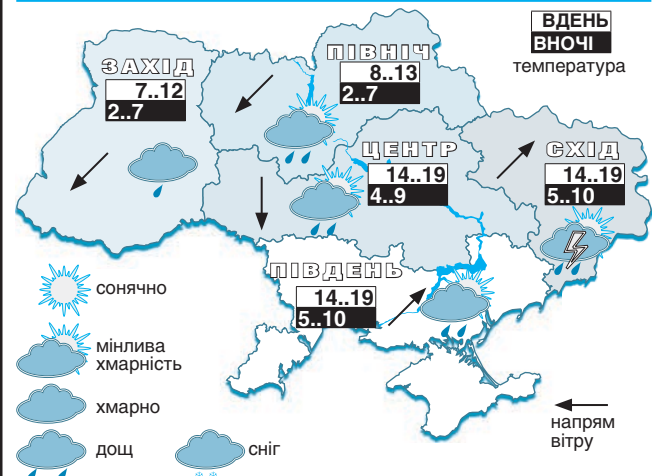 ВДЕНЬ
ВНОЧІ
температура
ЗАХІД
7..12
2..7
ПІВНІЧ
8..13
2..7
ЦЕНТР
14..19
4..9
СХІД
14..19
5..10
ПІВДЕНЬ
14..19
5..10
сонячно
мінлива
хмарність
хмарно
дощ
сніг
напрям
вітру